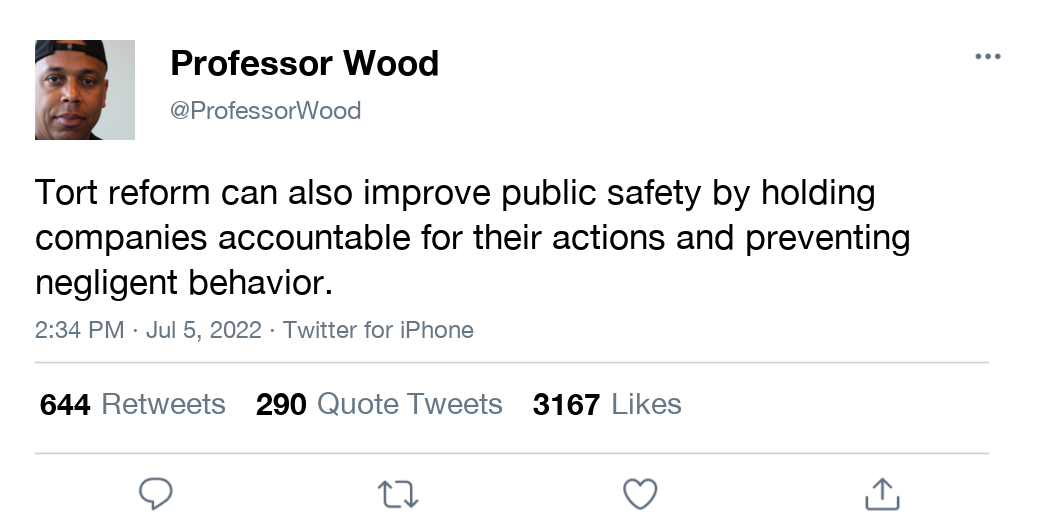 Professor Wood
@ProfessorWood
Tort reform can also improve public safety by holding
companies accountable for their actions and preventing
negligent behavior.
2:34 PM · Jul 5, 2022 · Twitter for iPhone
644 Retweets 290 Quote Tweets 3167 Likes